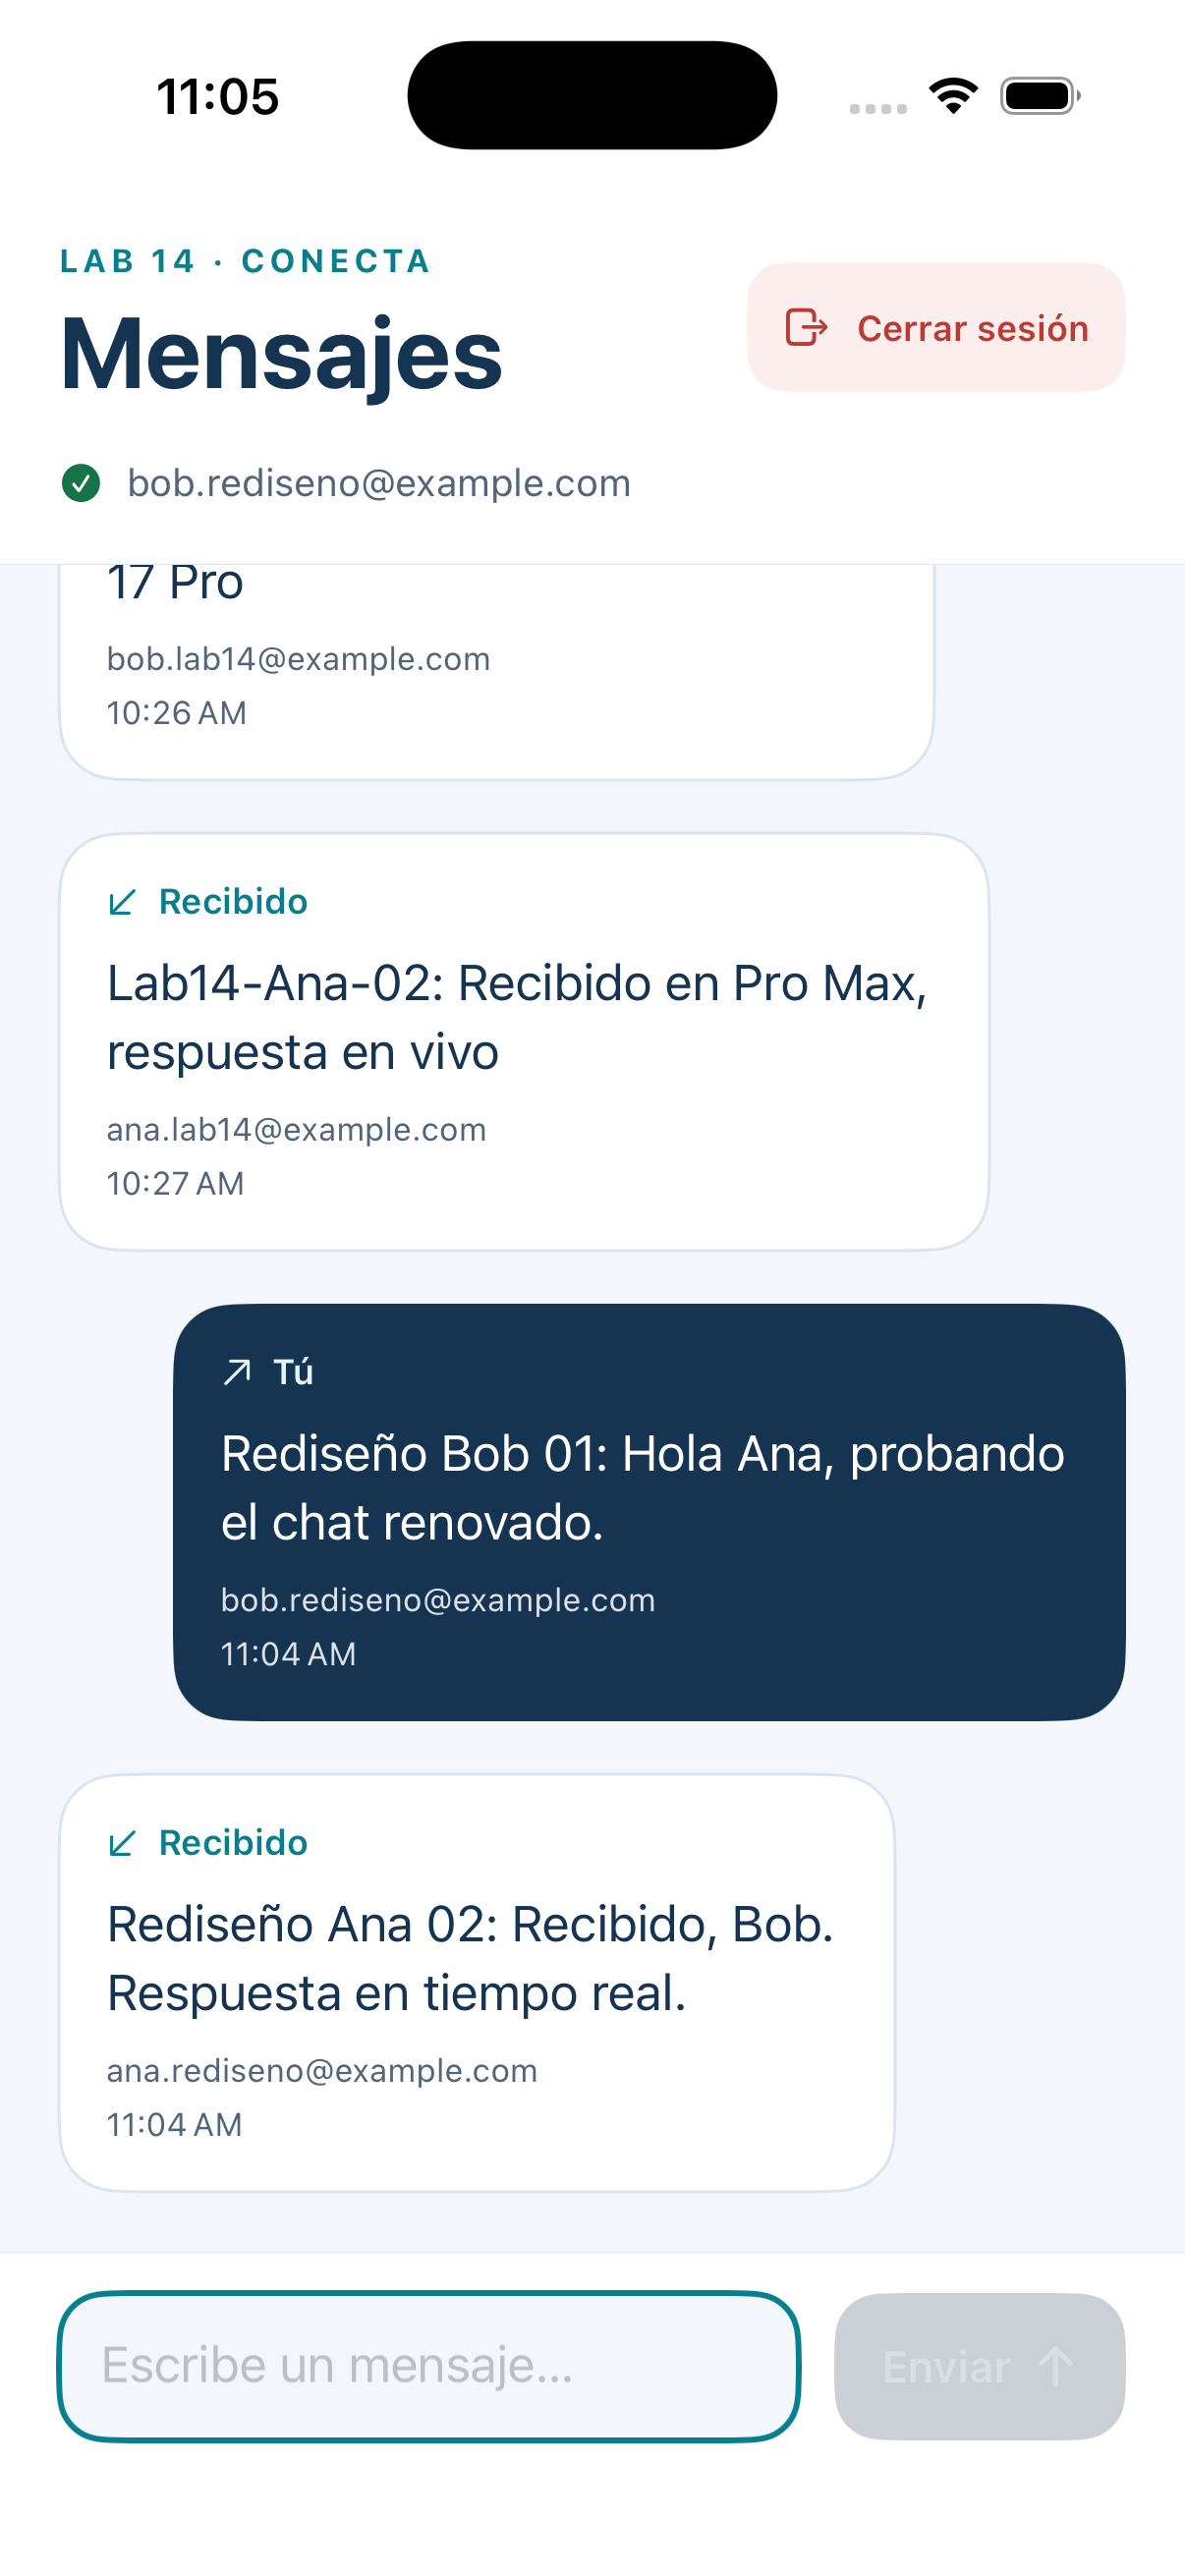 11:05
LAB 14 · CONECTA
Mensajes
Cerrar sesión
bob.rediseno@example.com
17 Pro
bob.lab14@example.com
10:26 AM
Recibido
Lab14-Ana-02: Recibido en Pro Max,
respuesta en vivo
ana.lab14@example.com
10:27 AM
Tú
Rediseño Bob 01: Hola Ana, probando
el chat renovado.
bob.rediseno@example.com
11:04 AM
Recibido
Rediseño Ana 02: Recibido, Bob.
Respuesta en tiempo real.
ana.rediseno@example.com
11:04 AM
Escribe un mensaje...
Enviar